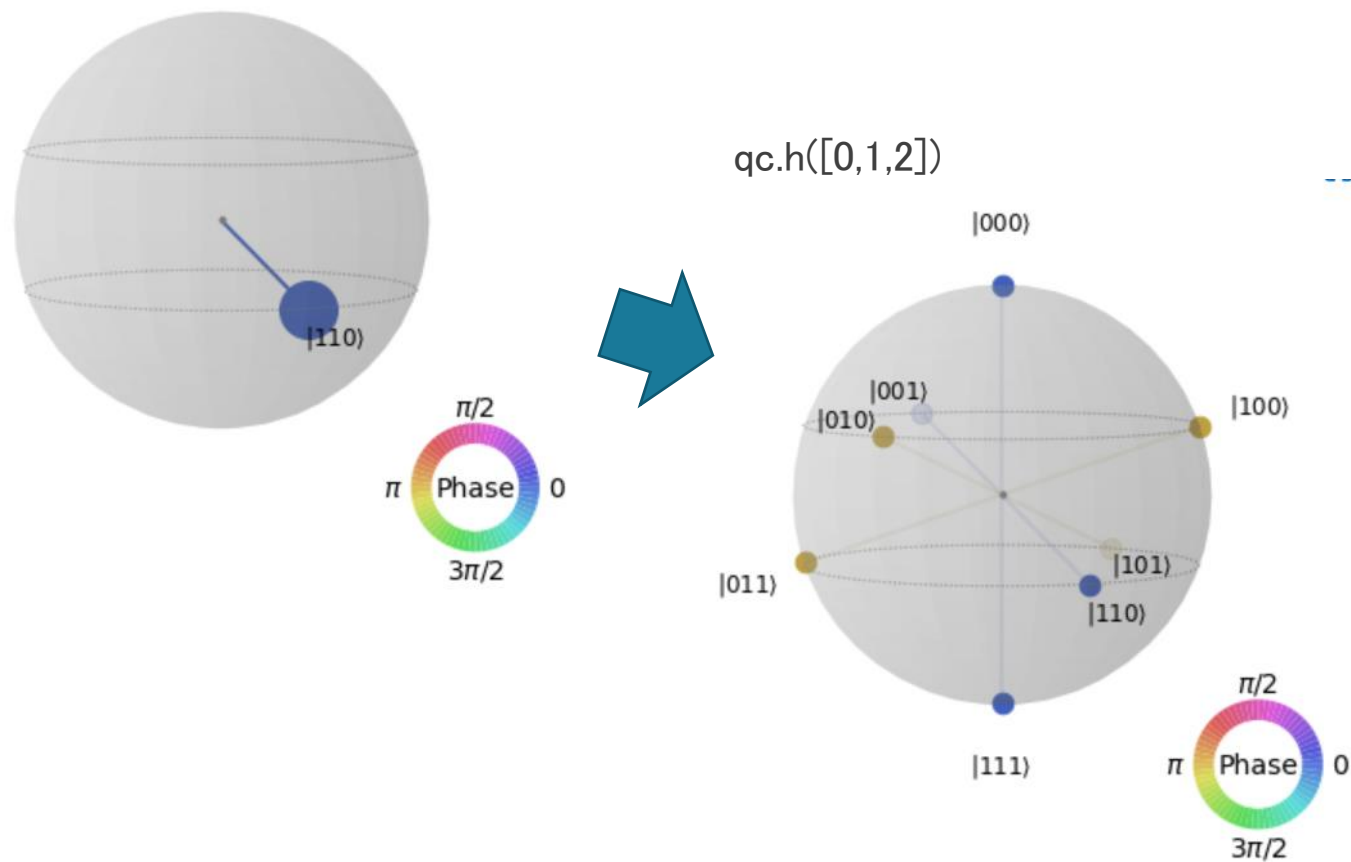 |110⟩
π/2
π
Phase
0
3π/2
qc.h([0,1,2])
|000⟩
|001⟩
|010⟩
|100⟩
|011⟩
|101⟩
|110⟩
|111⟩
π/2
π
Phase
0
3π/2